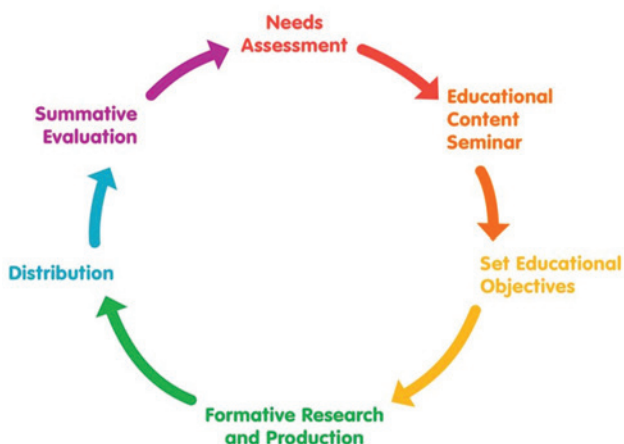 Needs
Assessment
Educational
Content
Seminar
Set Educational
Objectives
Formative Research
and Production
Distribution
Summative
Evaluation